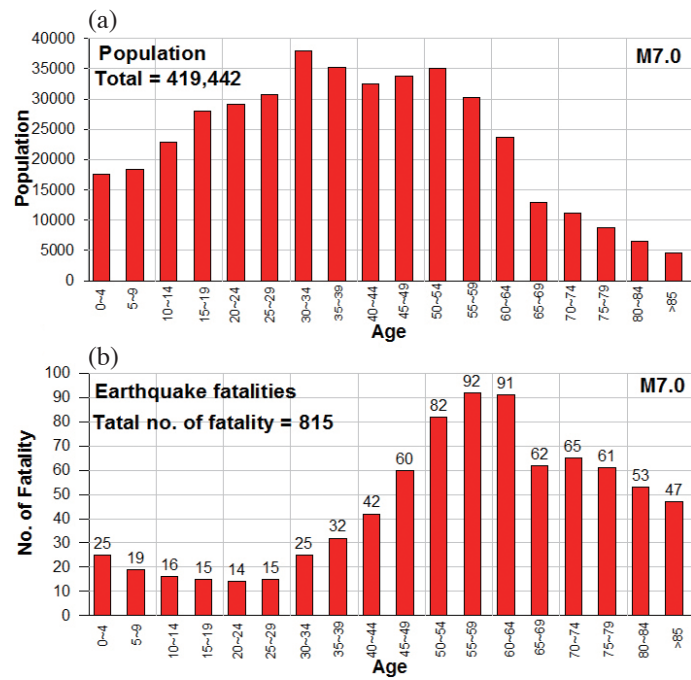 (a)
Population
Total = 419,442
M7.0
40000
35000
30000
25000
20000
15000
10000
5000
0
Population
0~4 5~9 10~14 15~19 20~24 25~29 30~34 35~39 40~44 45~49 50~54 55~59 60~64 65~69 70~74 75~79 80~84 >85
Age
(b)
Earthquake fatalities
Tatal no. of fatality = 815
M7.0
100
90
80
70
60
50
40
30
20
10
0
No. of Fatality
25 19 16 15 14 15 25 32 42 60 82 92 91 62 65 61 53 47
0~4 5~9 10~14 15~19 20~24 25~29 30~34 35~39 40~44 45~49 50~54 55~59 60~64 65~69 70~74 75~79 80~84 >85
Age